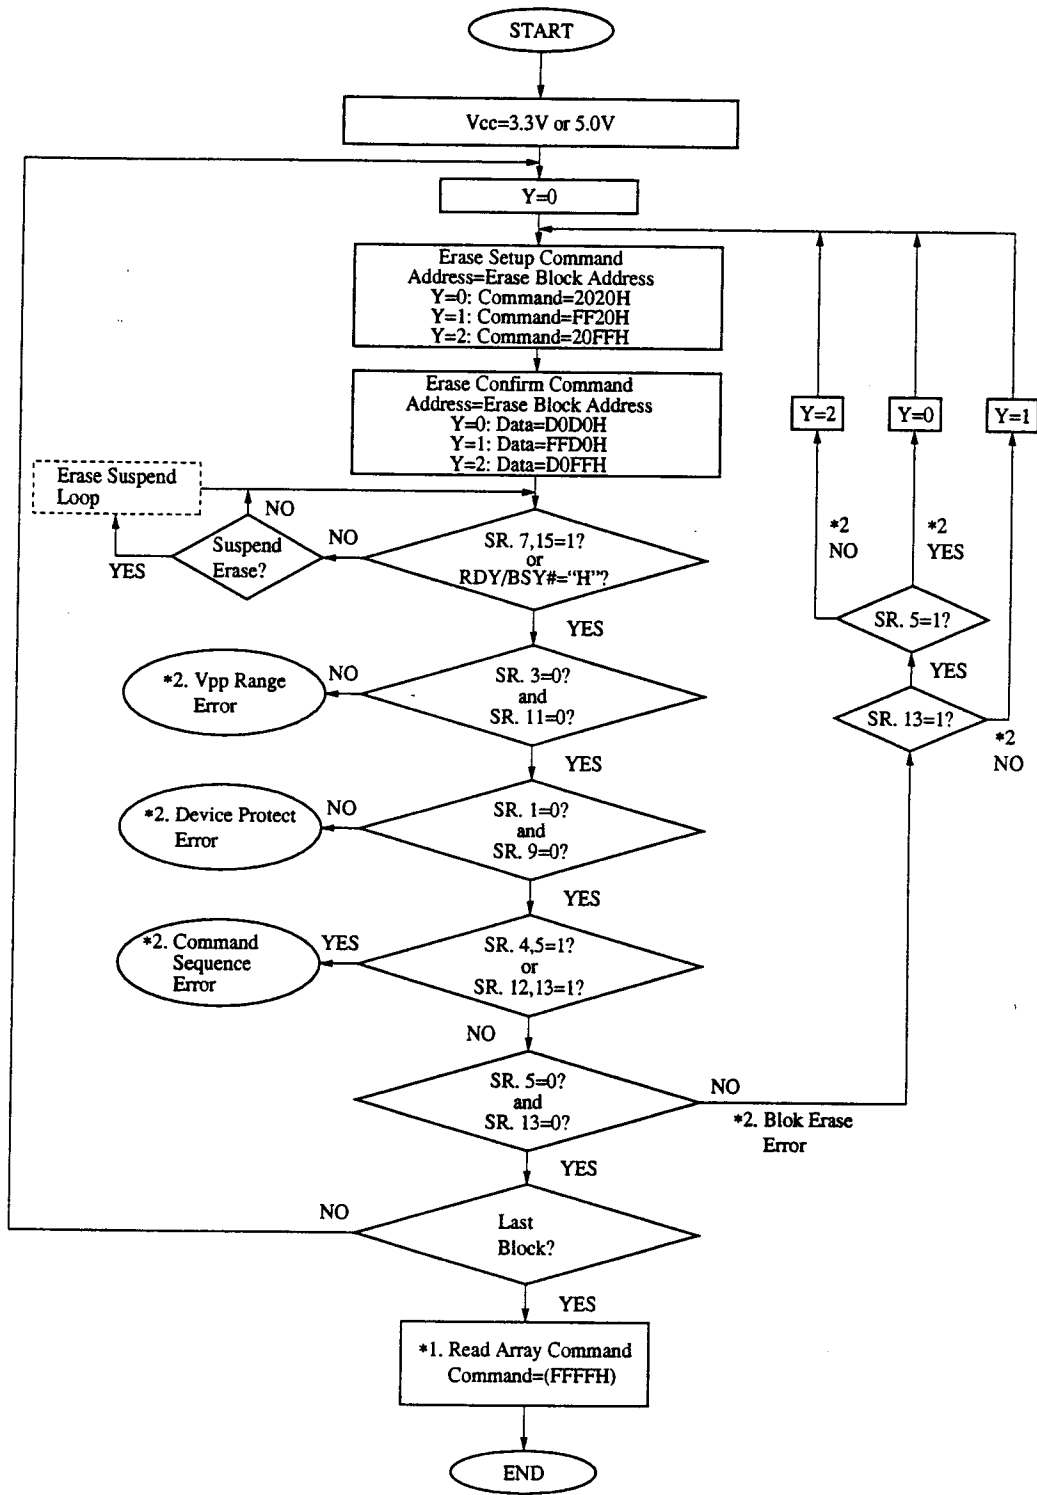 START
Vcc=3.3V or 5.0V
Y=0
Erase Setup Command
Address=Erase Block Address
Y=0: Command=2020H
Y=1: Command=FF20H
Y=2: Command=20FFH
Erase Confirm Command
Address=Erase Block Address
Y=0: Data=D0D0H
Y=1: Data=FFD0H
Y=2: Data=D0FFH
Y=2
Y=0
Y=1
Erase Suspend
Loop
NO
YES
Suspend
Erase?
NO
SR. 7,15=1?
or
RDY/BSY#="H"?
YES
*2
NO
*2
YES
SR. 5=1?
YES
SR. 13=1?
*2
NO
*2. Vpp Range
Error
NO
SR. 3=0?
and
SR. 11=0?
YES
*2. Device Protect
Error
NO
SR. 1=0?
and
SR. 9=0?
YES
*2. Command
Sequence
Error
YES
SR. 4,5=1?
or
SR. 12,13=1?
NO
SR. 5=0?
and
SR. 13=0?
NO
*2. Blok Erase
Error
YES
NO
Last
Block?
YES
*1. Read Array Command
Command=(FFFFH)
END